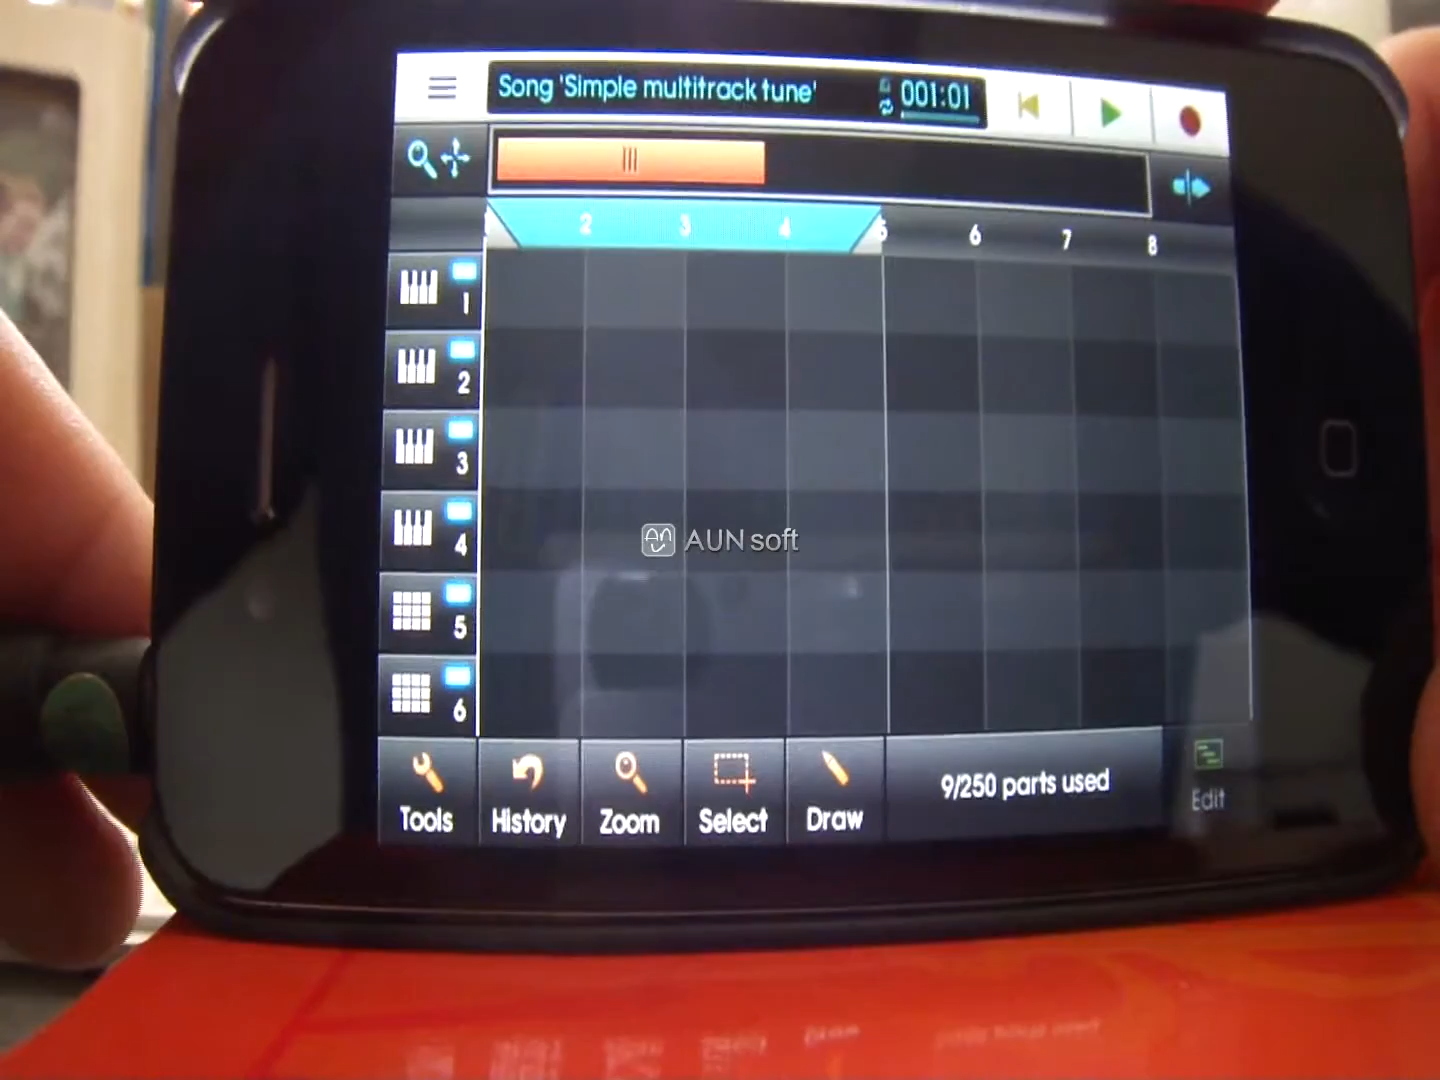 Song 'Simple multitrack tune'
001:01
2 3 4 5 6 7 8
1
2
3
4
5
6
AUN soft
Tools History Zoom Select Draw
9/250 parts used
Edit